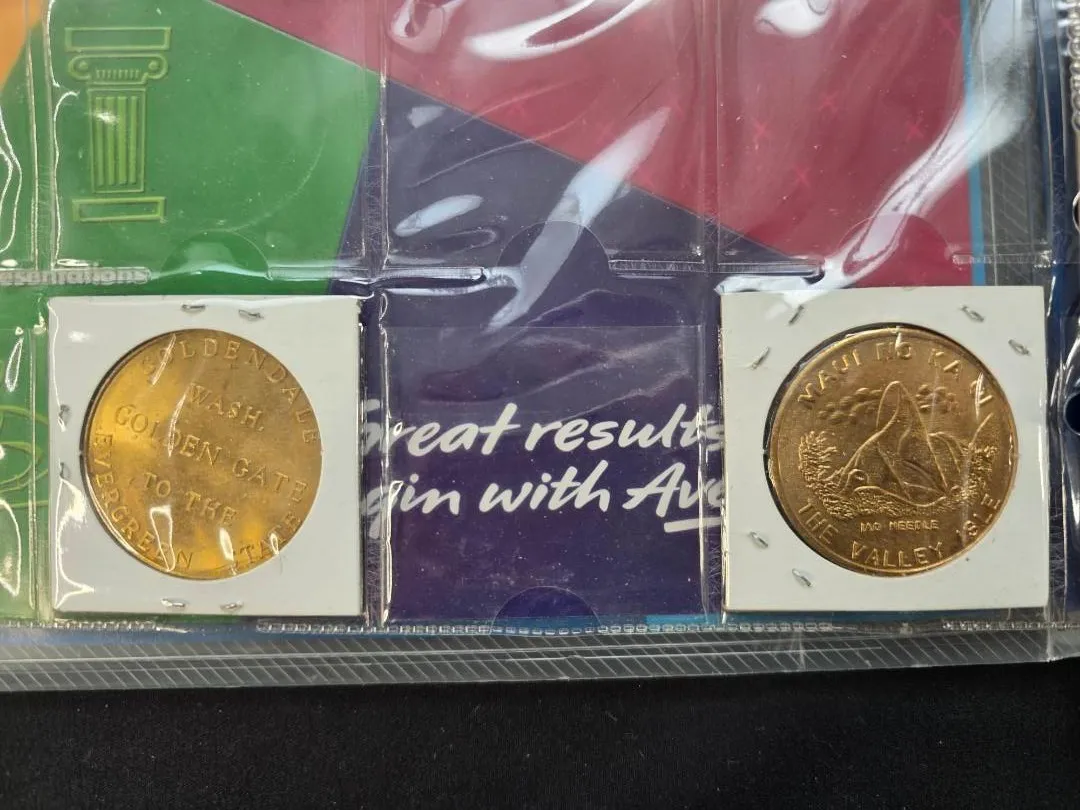 sentations
GOLDENDALE
WASH.
GOLDEN GATE
TO THE
EVERGREEN STATE
Great results
gin with Ave
MAUI NO KA OI
IAO NEEDLE
THE VALLEY ISLE